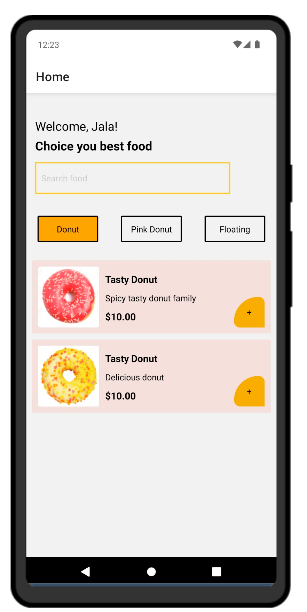 12:23
Home
Welcome, Jala!
Choice you best food
Search food
Donut Pink Donut Floating
Tasty Donut
Spicy tasty donut family
$10.00
+
Tasty Donut
Delicious donut
$10.00
+